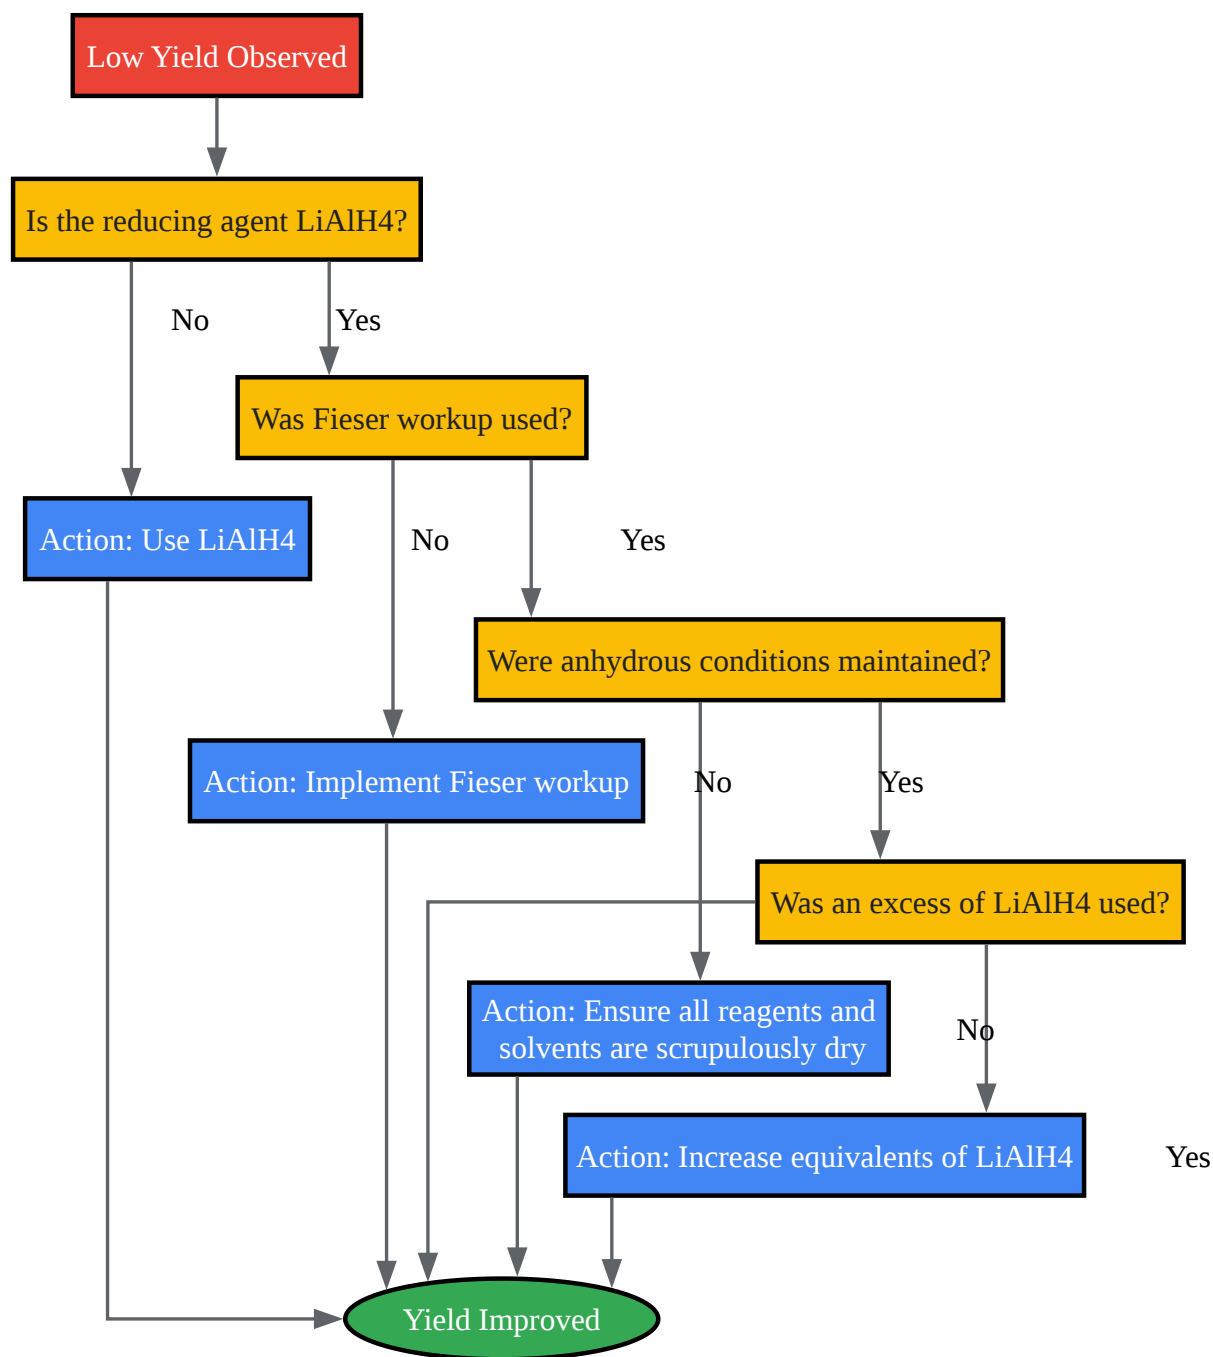 Low Yield Observed
Is the reducing agent LiAlH4?
No
Yes
Was Fieser workup used?
Action: Use LiAlH4
No
Yes
Were anhydrous conditions maintained?
Action: Implement Fieser workup
No
Yes
Was an excess of LiAlH4 used?
Action: Ensure all reagents and
solvents are scrupulously dry
No
Action: Increase equivalents of LiAlH4
Yes
Yield Improved